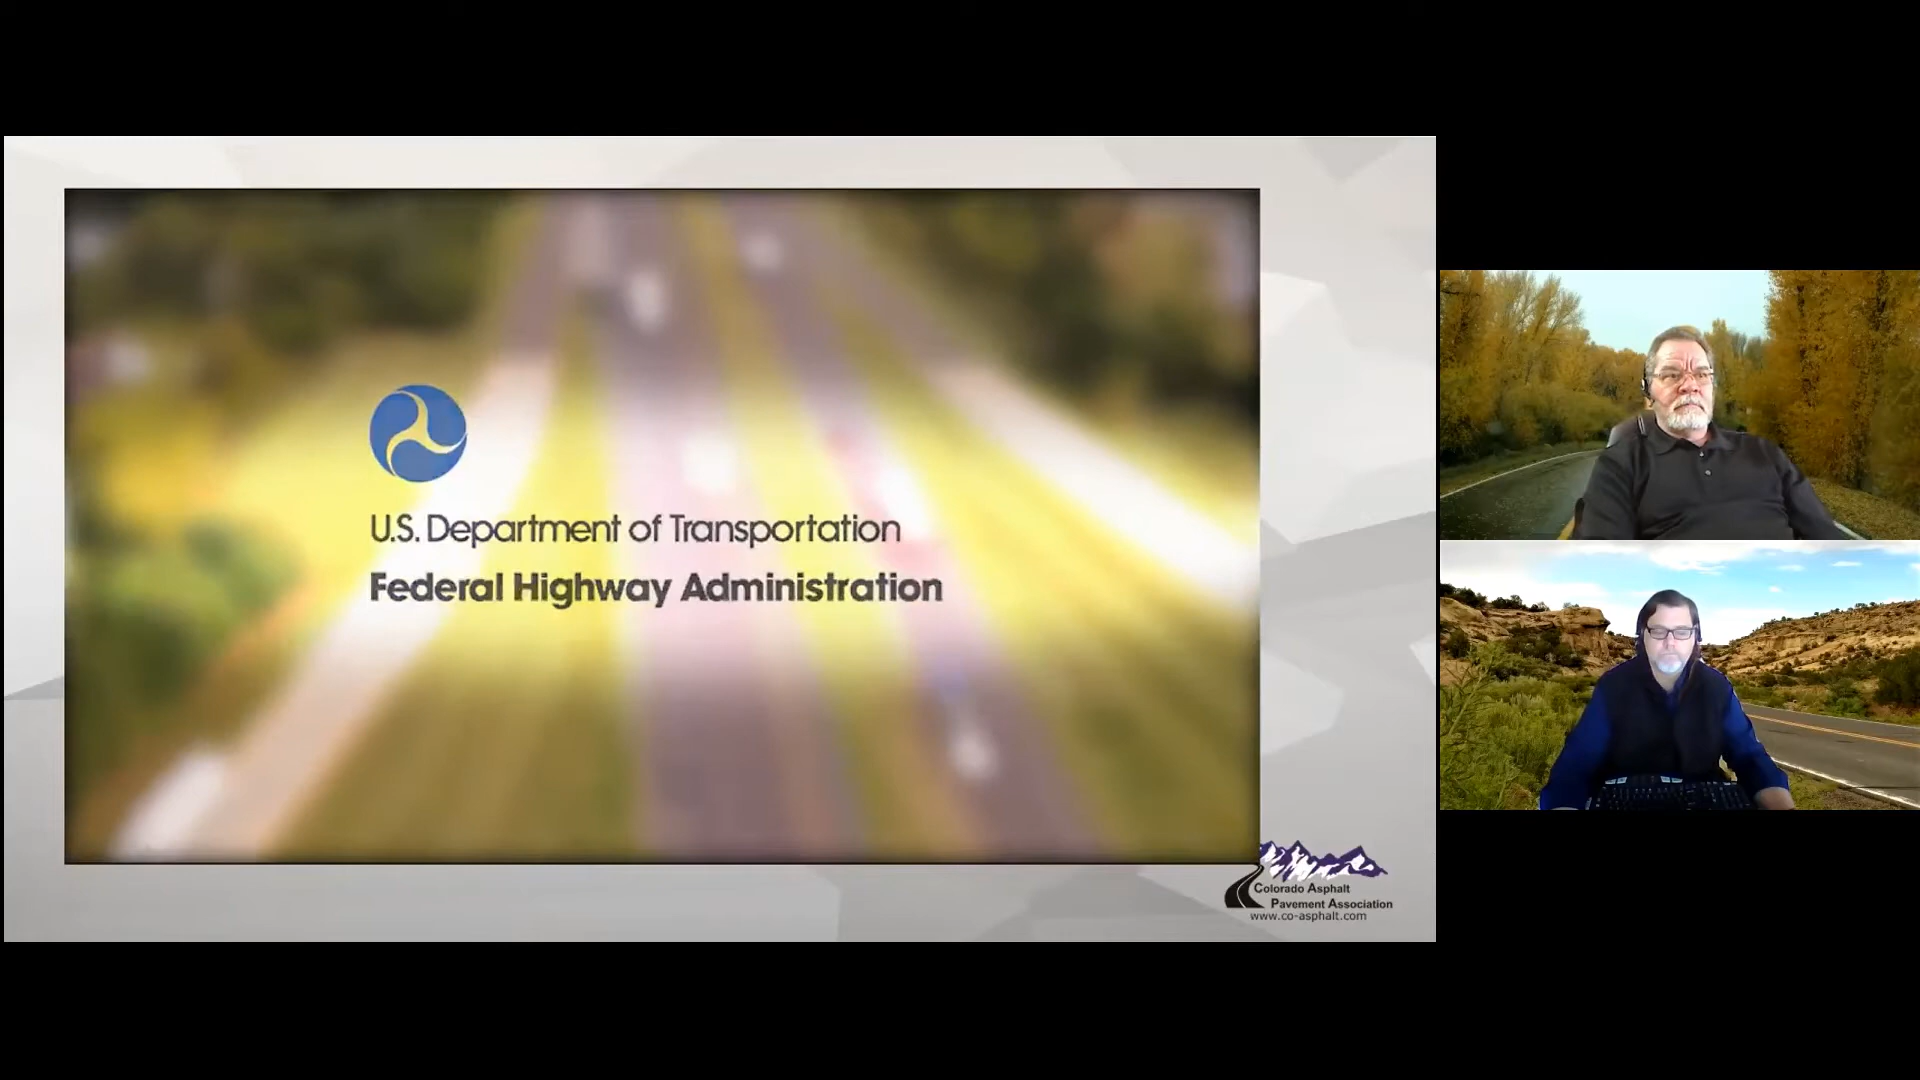 U.S. Department of Transportation
Federal Highway Administration
Colorado Asphalt
Pavement Association
www.co-asphalt.com